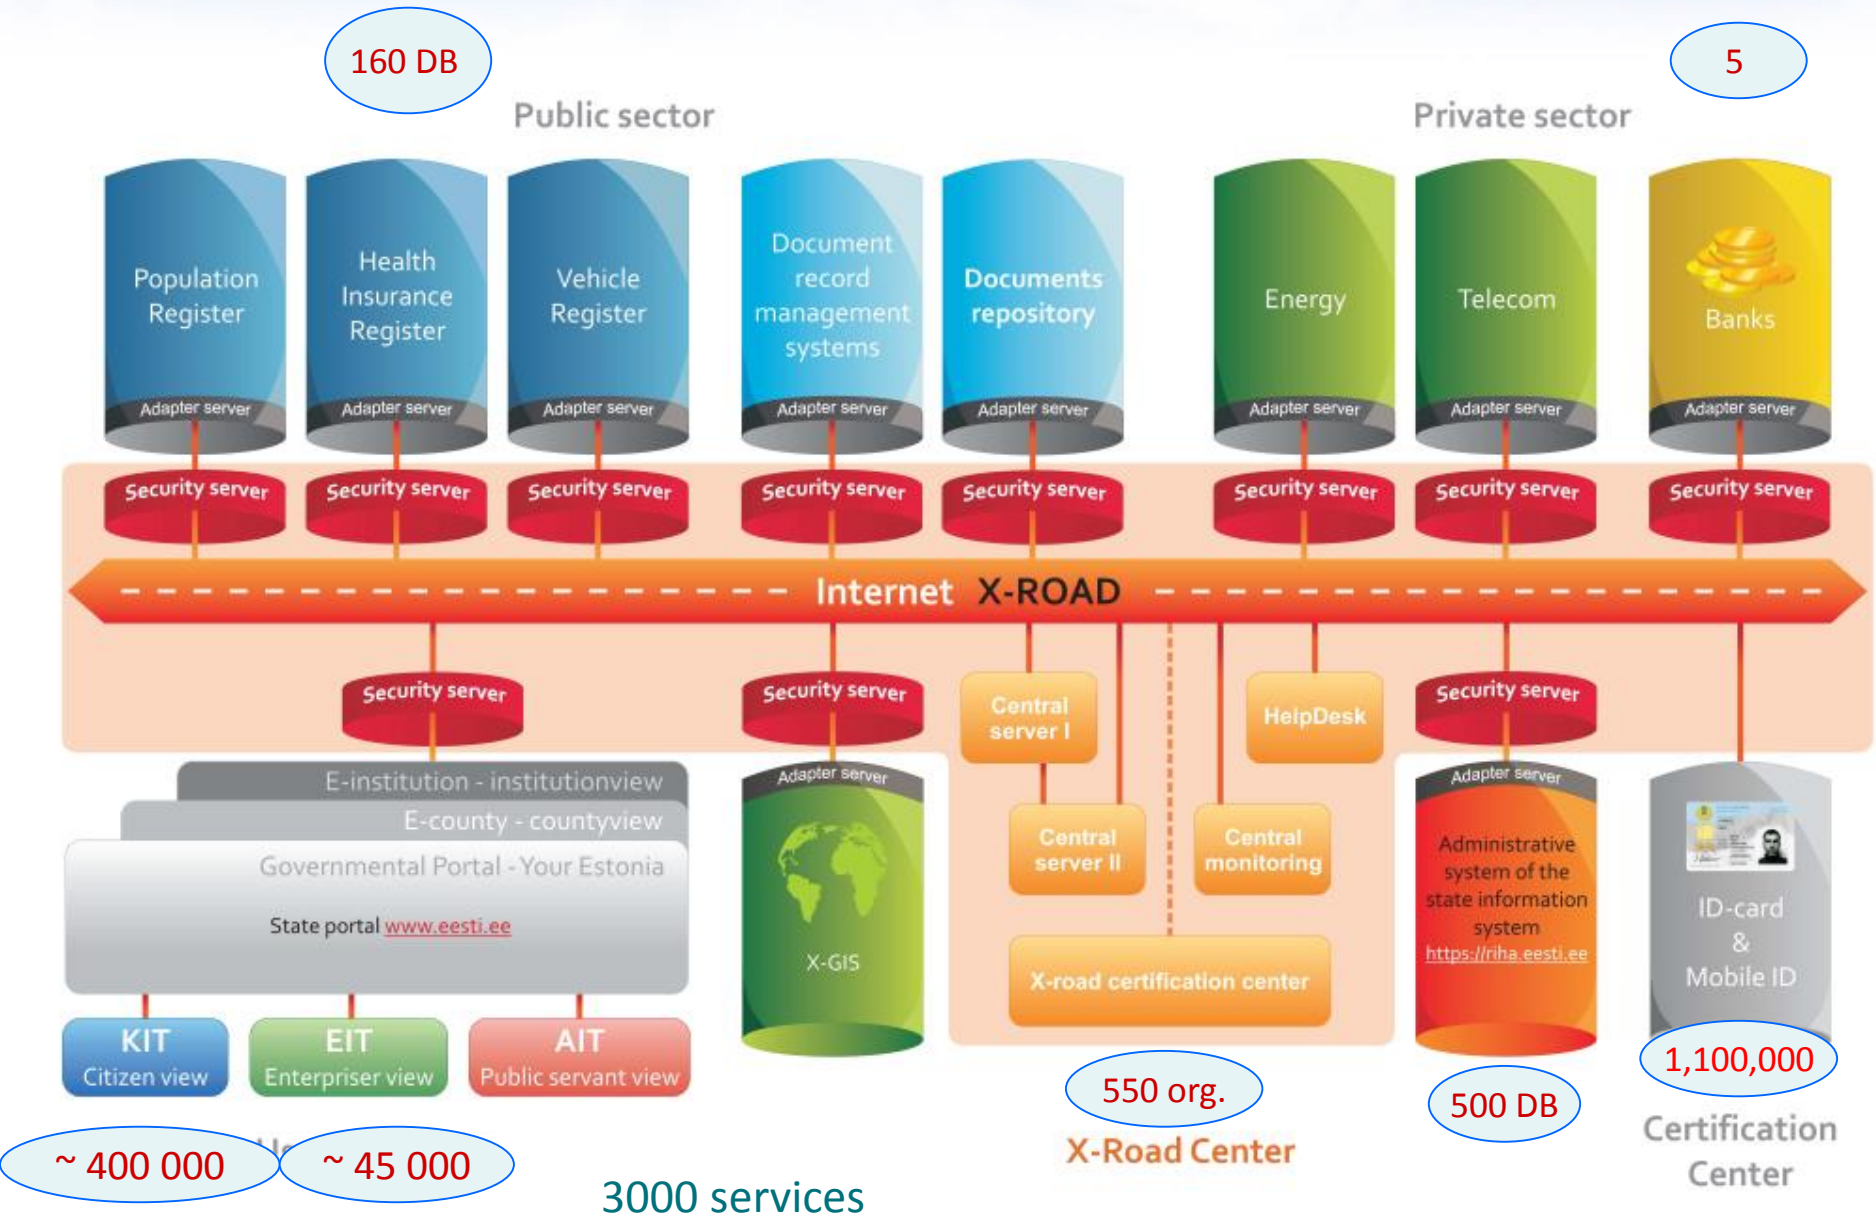 160 DB
5
Public sector
Private sector
Population
Register
Health
Insurance
Register
Vehicle
Register
Document
record
management
systems
Documents
repository
Energy
Telecom
Banks
Adapter server
Adapter server
Adapter server
Adapter server
Adapter server
Adapter server
Adapter server
Adapter server
Security server
Security server
Security server
Security server
Security server
Security server
Security server
Security server
Internet X-ROAD
Security server
Security server
Central
server I
HelpDesk
Security server
E-institution - institutionview
E-county - countyview
Governmental Portal - Your Estonia
State portal www.eesti.ee
Adapter server
X-GIS
Central
server II
Central
monitoring
X-road certification center
Adapter server
Administrative
system of the
state information
system
https://riha.eesti.ee
ID-card
&
Mobile ID
KIT
Citizen view
EIT
Enterpriser view
AIT
Public servant view
550 org.
X-Road Center
500 DB
1,100,000
Certification
Center
~ 400 000
~ 45 000
3000 services